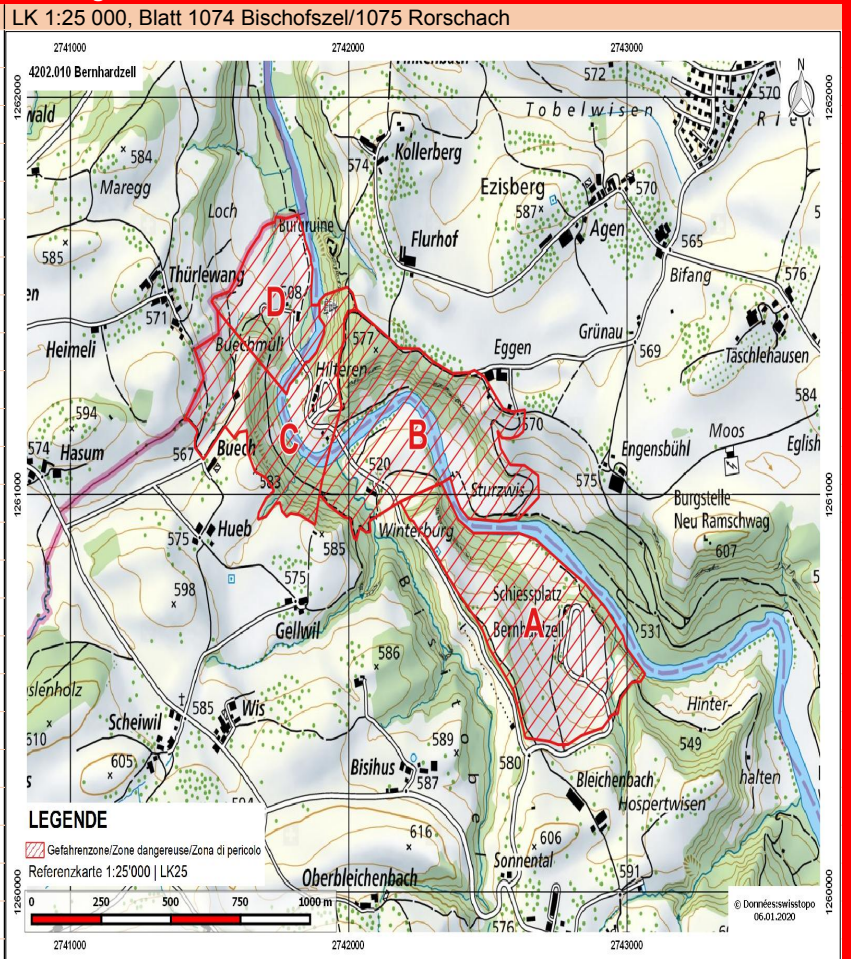 LK 1:25 000, Blatt 1074 Bischofszel/1075 Rorschach
2741000
2742000
2743000
4202.010 Bernhardzell
N
572
570
1262000
1262000
Tobelwisen
wald
584
574
Kollerberg
Maregg
Ezisberg
570
587
Loch
Burgruine
Agen
565
585
Flurhof
Bifang
Thürlewang
D
508
576
en
571
Grünau
Buechmüli
577
Eggen
Heimeli
Hilteren
569
Täschlehausen
584
594
B
570
C
Moos
Eglish
574
Hasum
Buech
Engensbühl
567
520
575
583
Sturzwis
Burgstelle
1261000
1261000
Neu Ramschwag
Winterburg
607
575
Hueb
585
598
575
Schiessplatz
Bernhardzell
A
531
Gellwil
Bisitobel
586
slenholz
Hinter-
585
Wis
Scheiwil
549
610
589
580
605
Bisihus
587
Bleichenbach
halten
Hospertwisen
LEGENDE
616
606
Gefahrenzone/Zone dangereuse/Zona di pericolo
Sonnental
Referenzkarte 1:25'000 | LK25
Oberbleichenbach
591
1260000
1260000
0 250 500 750 1000 m
576
© Données:swisstopo
06.01.2020
2741000
2742000
2743000